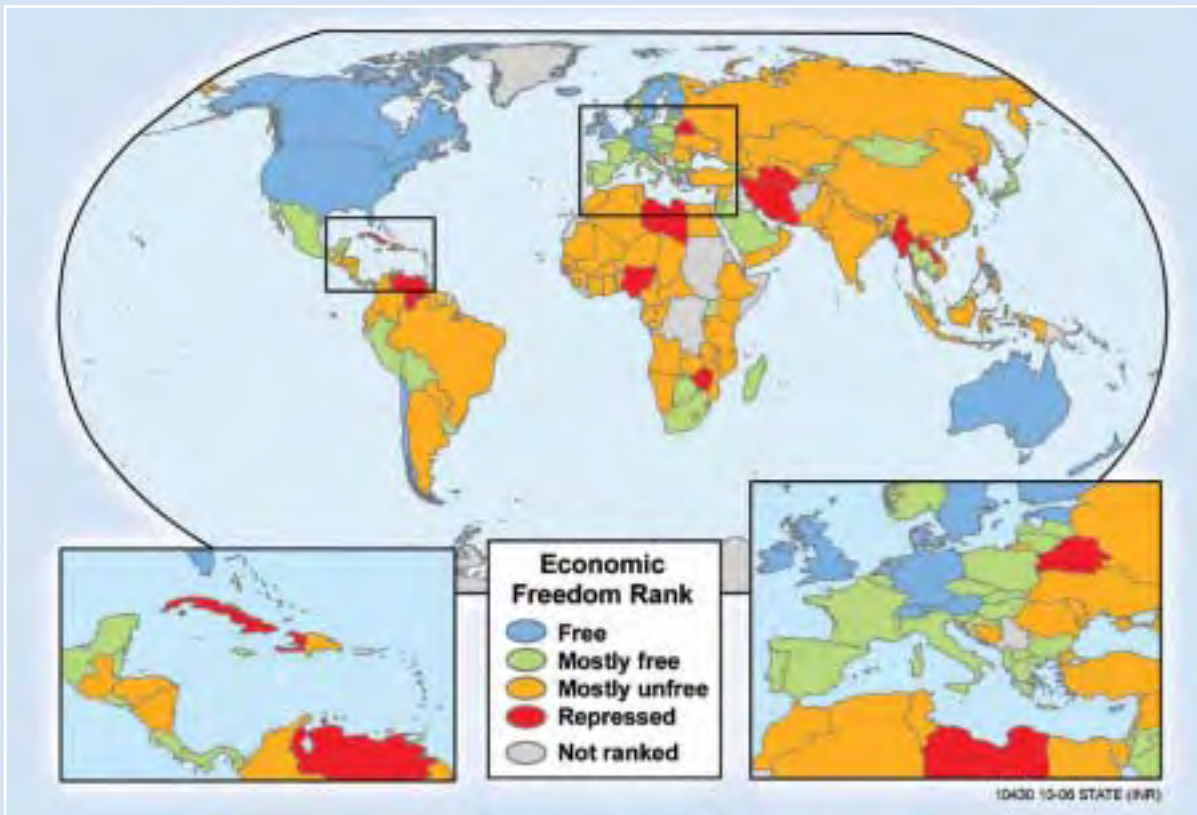 Economic
Freedom Rank
Free
Mostly free
Mostly unfree
Repressed
Not ranked
10430 10-06 STATE (INR)